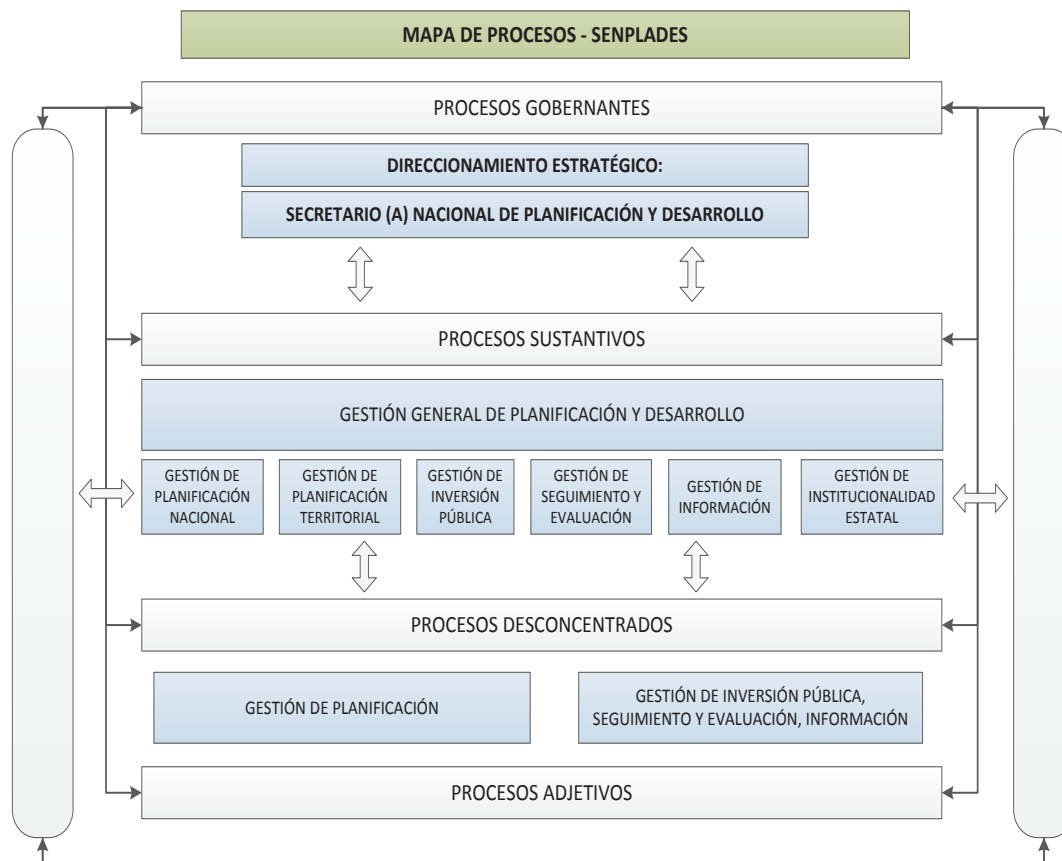 MAPA DE PROCESOS - SENPLADES
PROCESOS GOBERNANTES
DIRECCIONAMIENTO ESTRATÉGICO:
SECRETARIO (A) NACIONAL DE PLANIFICACIÓN Y DESARROLLO
PROCESOS SUSTANTIVOS
GESTIÓN GENERAL DE PLANIFICACIÓN Y DESARROLLO
GESTIÓN DE
PLANIFICACIÓN
NACIONAL
GESTIÓN DE
PLANIFICACIÓN
TERRITORIAL
GESTIÓN DE
INVERSIÓN
PÚBLICA
GESTIÓN DE
SEGUIMIENTO Y
EVALUACIÓN
GESTIÓN DE
INFORMACIÓN
GESTIÓN DE
INSTITUCIONALIDAD
ESTATAL
PROCESOS DESCONCENTRADOS
GESTIÓN DE PLANIFICACIÓN
GESTIÓN DE INVERSIÓN PÚBLICA,
SEGUIMIENTO Y EVALUACIÓN, INFORMACIÓN
PROCESOS ADJETIVOS